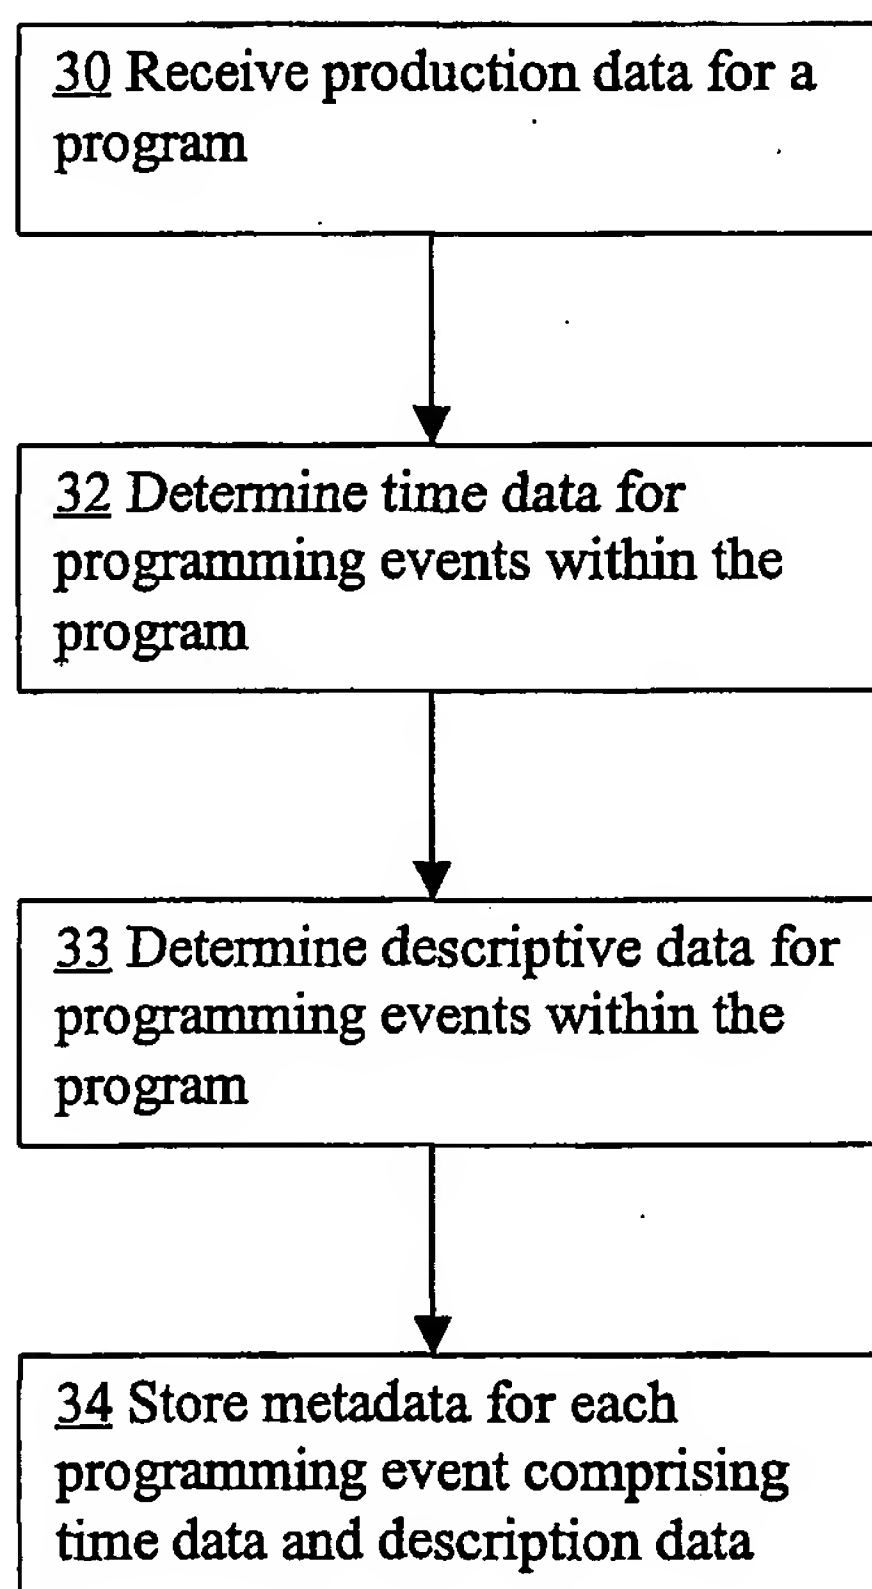 30 Receive production data for a
program
32 Determine time data for
programming events within the
program
33 Determine descriptive data for
programming events within the
program
34 Store metadata for each
programming event comprising
time data and description data